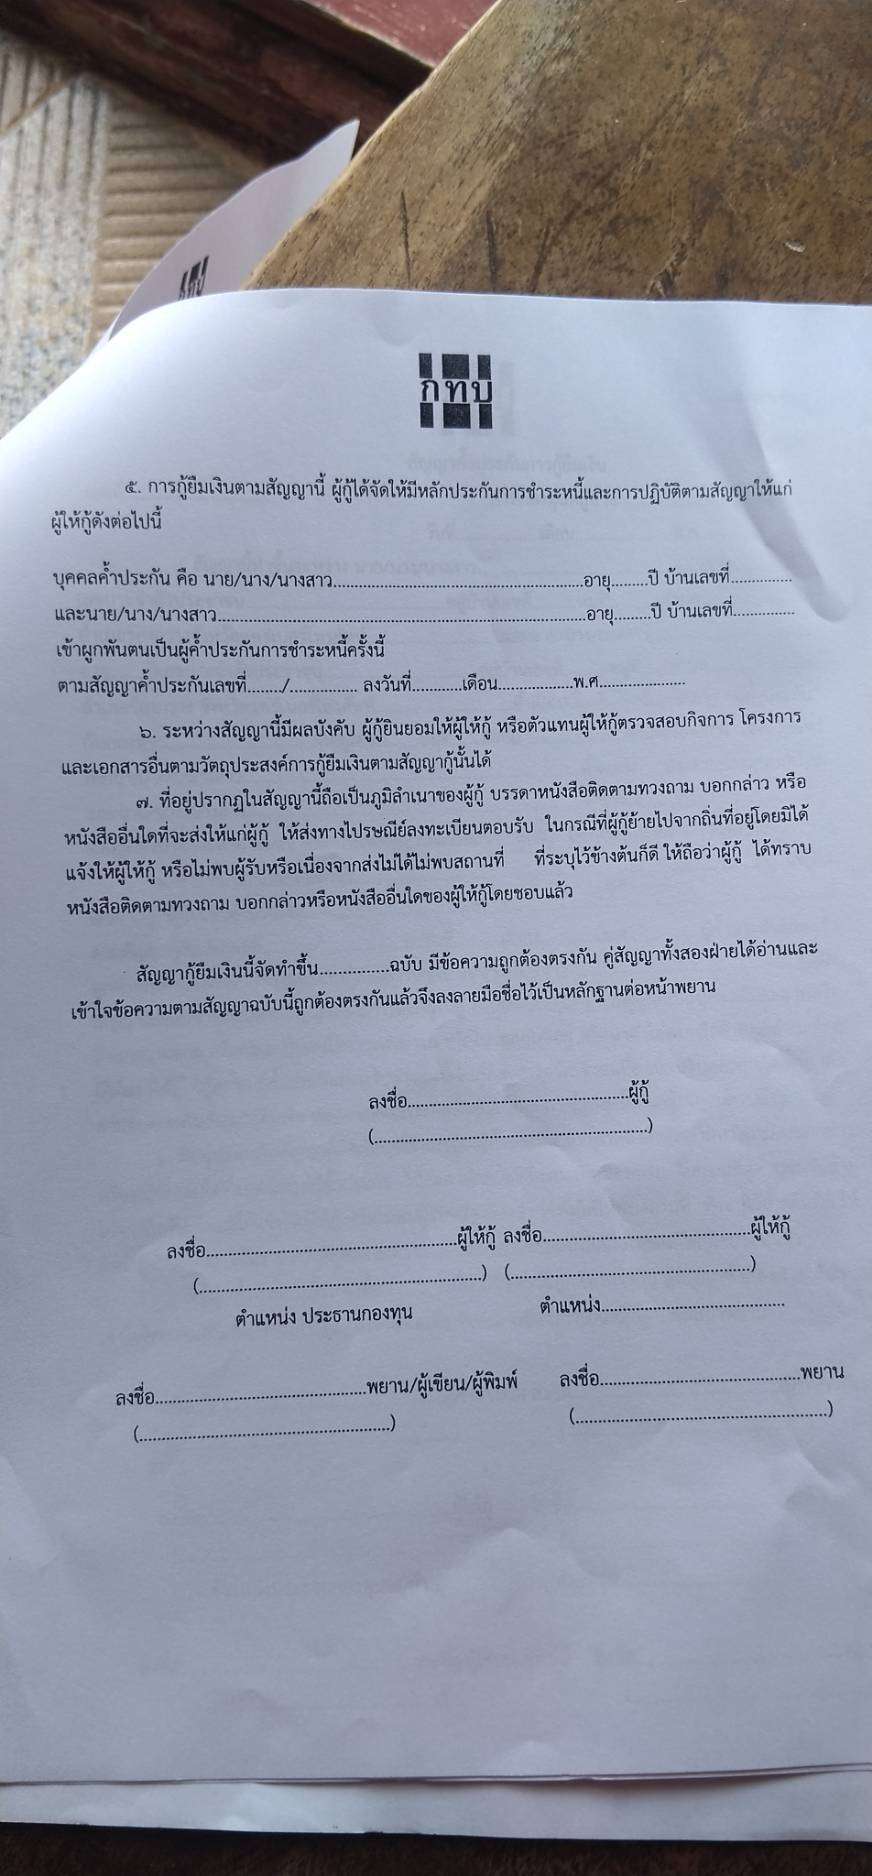 กทบ
กทบ
๕. การกู้ยืมเงินตามสัญญานี้ ผู้กู้ได้จัดให้มีหลักประกันการชำระหนี้และการปฏิบัติตามสัญญาให้แก่
ผู้ให้กู้ดังต่อไปนี้
บุคคลค้ำประกัน คือ นาย/นาง/นางสาว..........................................................อายุ.........ปี บ้านเลขที่...............
และนาย/นาง/นางสาว......................................................................................อายุ.........ปี บ้านเลขที่...............
เข้าผูกพันตนเป็นผู้ค้ำประกันการชำระหนี้ครั้งนี้
ตามสัญญาค้ำประกันเลขที่......../................ ลงวันที่............เดือน..................พ.ศ.....................
๖. ระหว่างสัญญานี้มีผลบังคับ ผู้กู้ยินยอมให้ผู้ให้กู้ หรือตัวแทนผู้ให้กู้ตรวจสอบกิจการ โครงการ
และเอกสารอื่นตามวัตถุประสงค์การกู้ยืมเงินตามสัญญากู้นั้นได้
๗. ที่อยู่ปรากฏในสัญญานี้ถือเป็นภูมิลำเนาของผู้กู้ บรรดาหนังสือติดตามทวงถาม บอกกล่าว หรือ
หนังสืออื่นใดที่จะส่งให้แก่ผู้กู้ ให้ส่งทางไปรษณีย์ลงทะเบียนตอบรับ ในกรณีที่ผู้กู้ย้ายไปจากถิ่นที่อยู่โดยมิได้
แจ้งให้ผู้ให้กู้ หรือไม่พบผู้รับหรือเนื่องจากส่งไม่ได้ไม่พบสถานที่ ที่ระบุไว้ข้างต้นก็ดี ให้ถือว่าผู้กู้ ได้ทราบ
หนังสือติดตามทวงถาม บอกกล่าวหรือหนังสืออื่นใดของผู้ให้กู้โดยชอบแล้ว
สัญญากู้ยืมเงินนี้จัดทำขึ้น................ฉบับ มีข้อความถูกต้องตรงกัน คู่สัญญาทั้งสองฝ่ายได้อ่านและ
เข้าใจข้อความตามสัญญาฉบับนี้ถูกต้องตรงกันแล้วจึงลงลายมือชื่อไว้เป็นหลักฐานต่อหน้าพยาน
ลงชื่อ....................................................ผู้กู้
(................................................................)
ลงชื่อ...........................................................ผู้ให้กู้ ลงชื่อ.................................................ผู้ให้กู้
(..................................................................) (........................................................)
ตำแหน่ง ประธานกองทุน ตำแหน่ง...........................................
ลงชื่อ.................................................พยาน/ผู้เขียน/ผู้พิมพ์ ลงชื่อ...............................................พยาน
(...........................................................) (...........................................................)